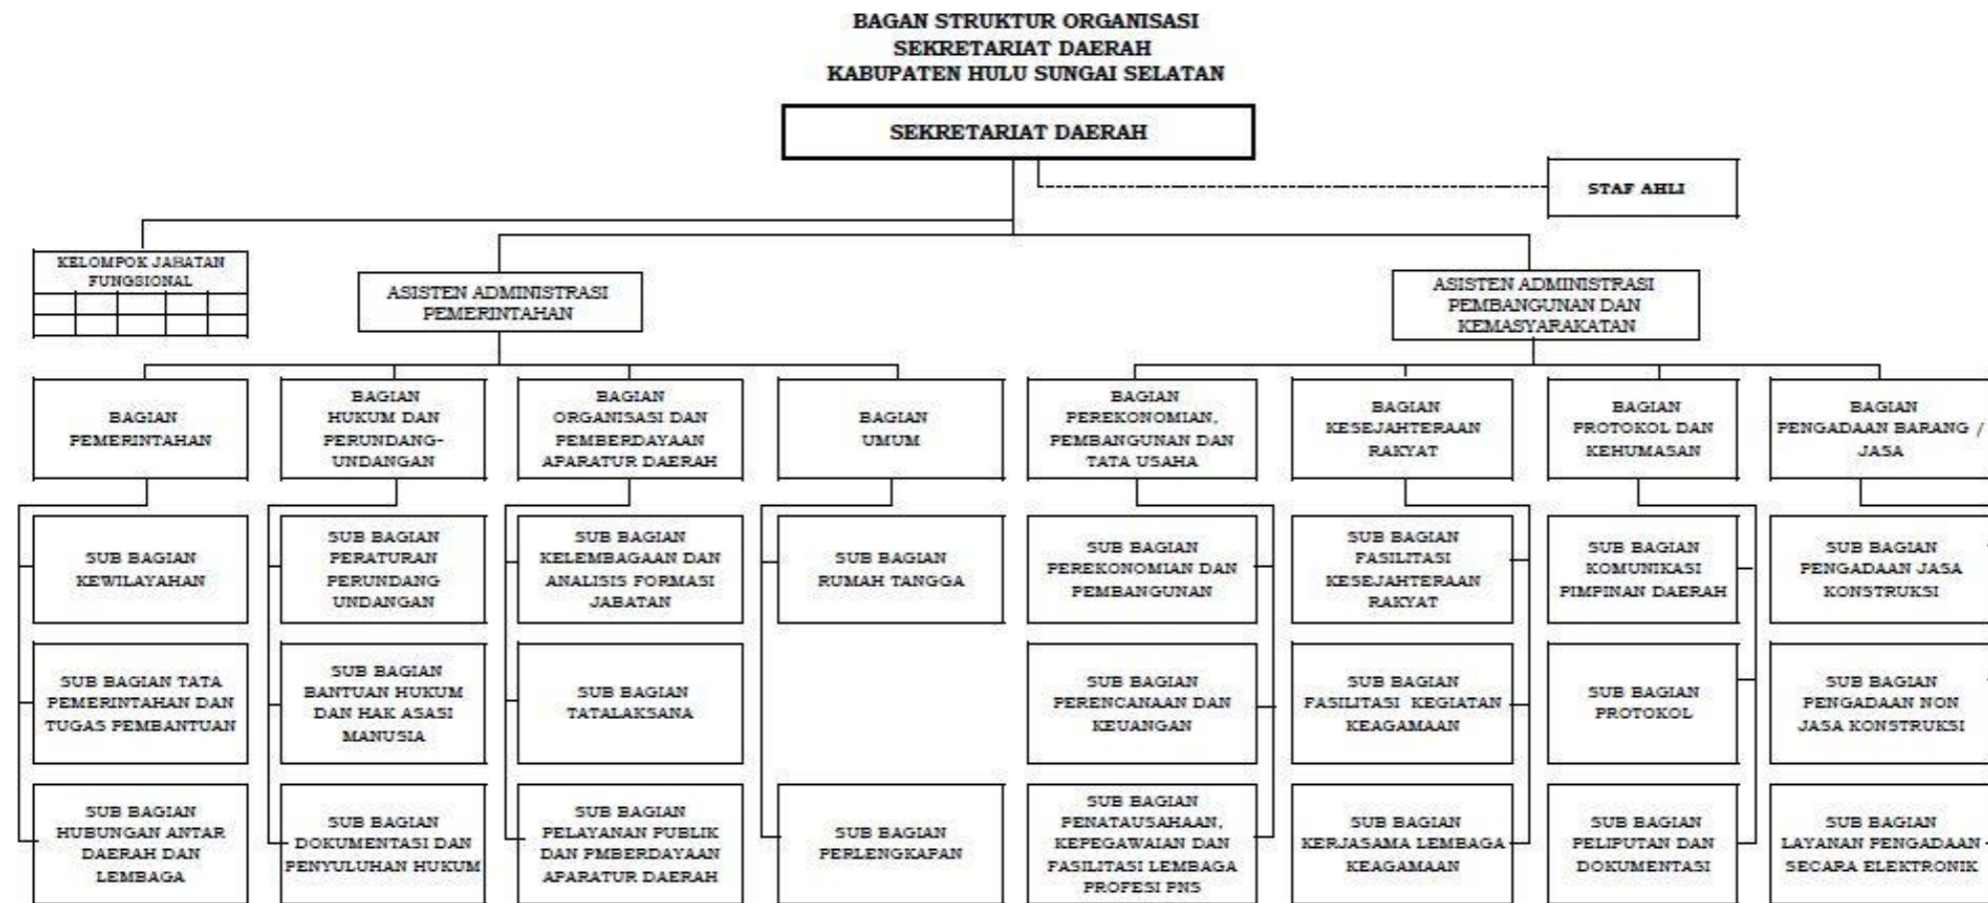 BAGAN STRUKTUR ORGANISASI
SEKRETARIAT DAERAH
KABUPATEN HULU SUNGAI SELATAN
SEKRETARIAT DAERAH
STAF AHLI
KELOMPOK JABATAN
FUNGSIONAL
ASISTEN ADMINISTRASI
PEMERINTAHAN
ASISTEN ADMINISTRASI
PEMBANGUNAN DAN
KEMASYARAKATAN
BAGIAN
PEMERINTAHAN
BAGIAN
HUKUM DAN
PERUNDANG-
UNDANGAN
BAGIAN
ORGANISASI DAN
PEMBERDAYAAN
APARATUR DAERAH
BAGIAN
UMUM
BAGIAN
PEREKONOMIAN,
PEMBANGUNAN DAN
TATA USAHA
BAGIAN
KESEJAHTERAAN
RAKYAT
BAGIAN
PROTOKOL DAN
KEHUMASAN
BAGIAN
PENGADAAN BARANG /
JASA
SUB BAGIAN
KEWILAYAHAN
SUB BAGIAN
PERATURAN
PERUNDANG
UNDANGAN
SUB BAGIAN
KELEMBAGAAN DAN
ANALISIS FORMASI
JABATAN
SUB BAGIAN
RUMAH TANGGA
SUB BAGIAN
PEREKONOMIAN DAN
PEMBANGUNAN
SUB BAGIAN
FASILITASI
KESEJAHTERAAN
RAKYAT
SUB BAGIAN
KOMUNIKASI
PIMPINAN DAERAH
SUB BAGIAN
PENGADAAN JASA
KONSTRUKSI
SUB BAGIAN TATA
PEMERINTAHAN DAN
TUGAS PEMBANTUAN
SUB BAGIAN
BANTUAN HUKUM
DAN HAK ASASI
MANUSIA
SUB BAGIAN
TATALAKSANA
SUB BAGIAN
PERENCANAAN DAN
KEUANGAN
SUB BAGIAN
FASILITASI KEGIATAN
KEAGAMAAN
SUB BAGIAN
PROTOKOL
SUB BAGIAN
PENGADAAN NON
JASA KONSTRUKSI
SUB BAGIAN
HUBUNGAN ANTAR
DAERAH DAN
LEMBAGA
SUB BAGIAN
DOKUMENTASI DAN
PENYULUHAN HUKUM
SUB BAGIAN
PELAYANAN PUBLIK
DAN PMBERDAYAAN
APARATUR DAERAH
SUB BAGIAN
PERLENGKAPAN
SUB BAGIAN
PENATAUSAHAAN,
KEPEGAWAIAN DAN
FASILITASI LEMBAGA
PROFESI PNS
SUB BAGIAN
KERJASAMA LEMBAGA
KEAGAMAAN
SUB BAGIAN
PELIPUTAN DAN
DOKUMENTASI
SUB BAGIAN
LAYANAN PENGADAAN
SECARA ELEKTRONIK